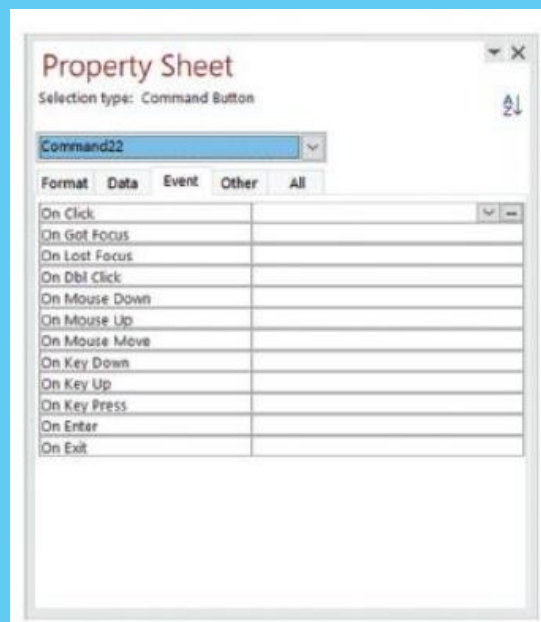 Property Sheet
Selection type: Command Button
Command22
Format Data Event Other All
On Click
On Got Focus
On Lost Focus
On Dbl Click
On Mouse Down
On Mouse Up
On Mouse Move
On Key Down
On Key Up
On Key Press
On Enter
On Exit